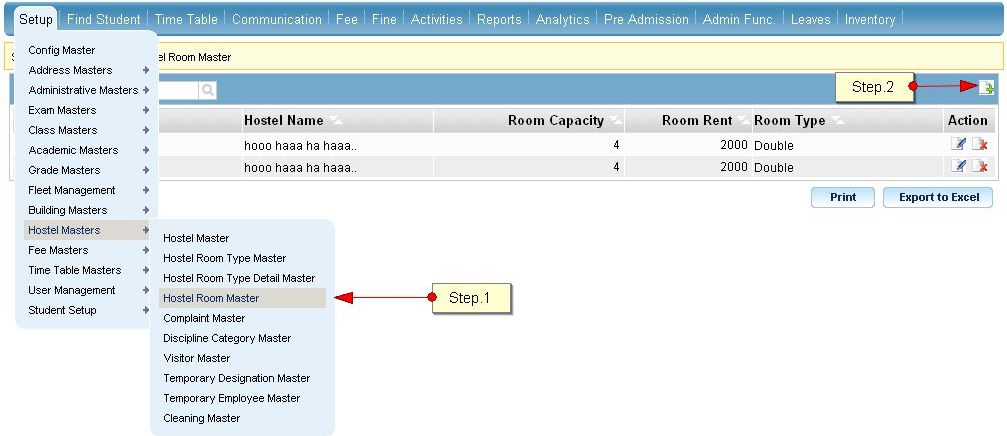 Setup Find Student Time Table Communication Fee Fine Activities Reports Analytics Pre Admission Admin Func. Leaves Inventory
Room Master
Step.2
Hostel Name Room Capacity Room Rent Room Type Action
hooo haaa ha haaa.. 4 2000 Double
hooo haaa ha haaa.. 4 2000 Double
Print Export to Excel
Config Master
Address Masters
Administrative Masters
Exam Masters
Class Masters
Academic Masters
Grade Masters
Fleet Management
Building Masters
Hostel Masters
Fee Masters
Time Table Masters
User Management
Student Setup
Hostel Master
Hostel Room Type Master
Hostel Room Type Detail Master
Hostel Room Master
Complaint Master
Discipline Category Master
Visitor Master
Temporary Designation Master
Temporary Employee Master
Cleaning Master
Step.1